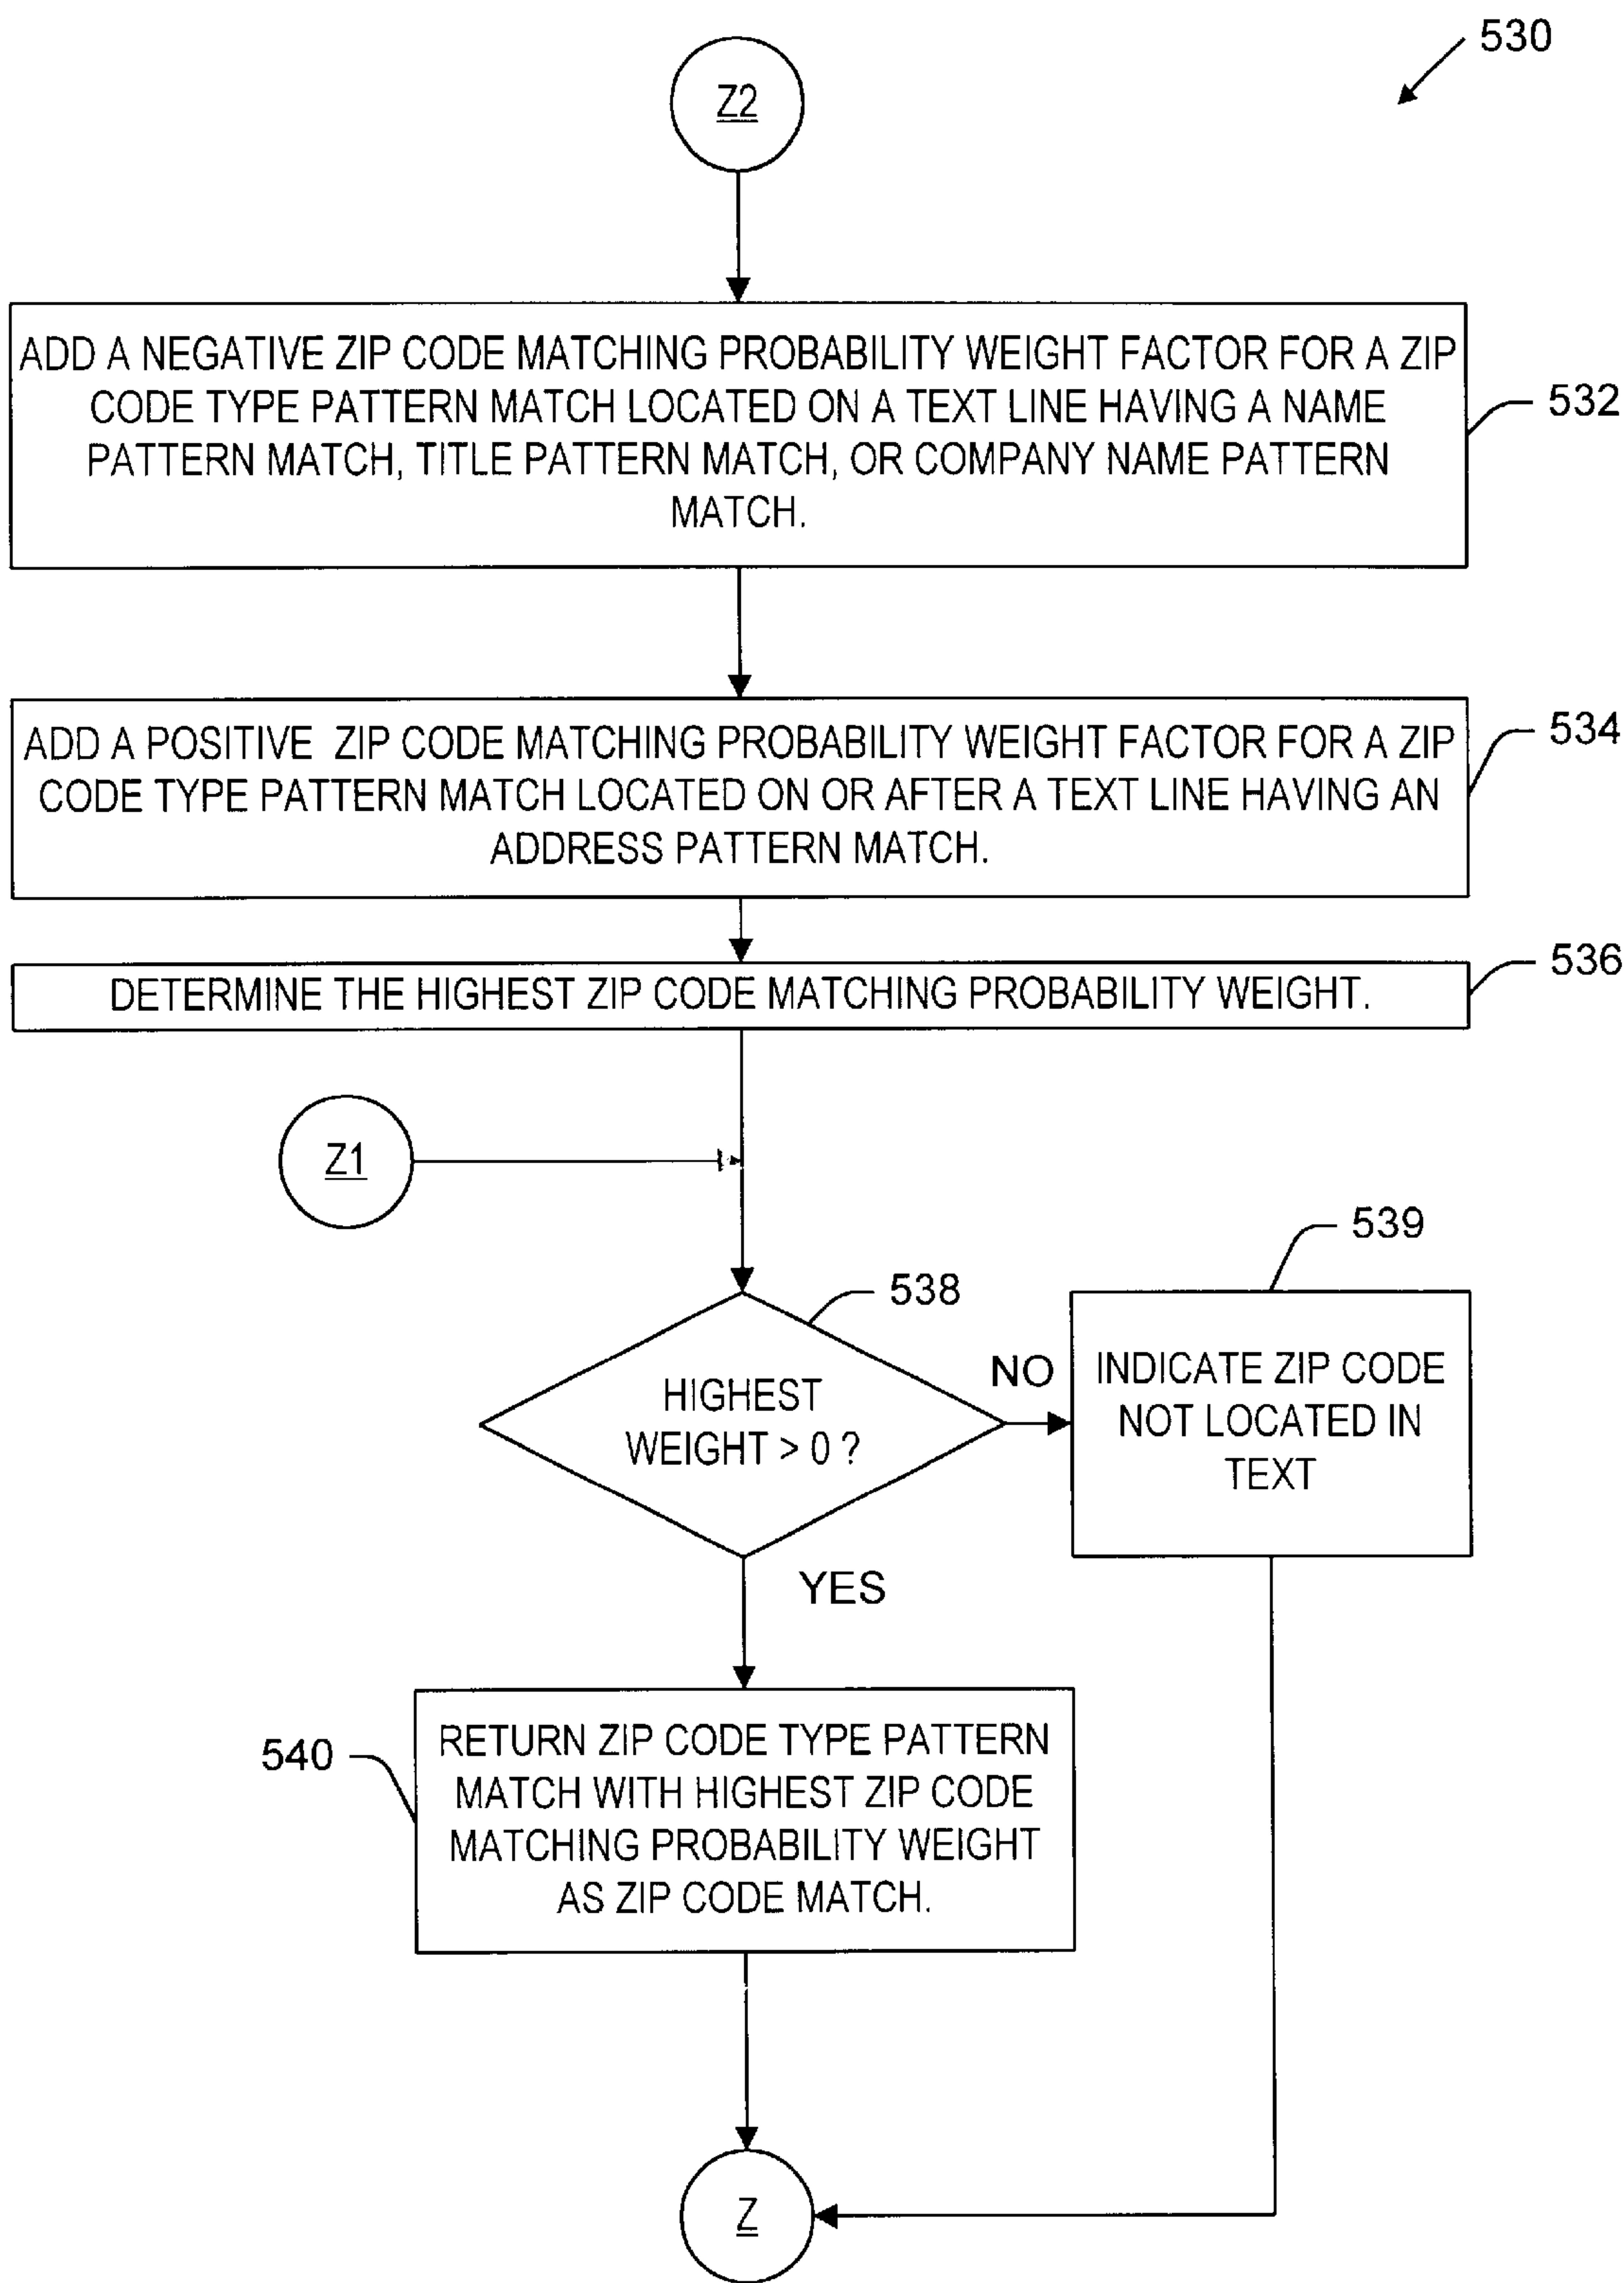 530
Z2
ADD A NEGATIVE ZIP CODE MATCHING PROBABILITY WEIGHT FACTOR FOR A ZIP
CODE TYPE PATTERN MATCH LOCATED ON A TEXT LINE HAVING A NAME
PATTERN MATCH, TITLE PATTERN MATCH, OR COMPANY NAME PATTERN
MATCH.
532
ADD A POSITIVE ZIP CODE MATCHING PROBABILITY WEIGHT FACTOR FOR A ZIP
CODE TYPE PATTERN MATCH LOCATED ON OR AFTER A TEXT LINE HAVING AN
ADDRESS PATTERN MATCH.
534
DETERMINE THE HIGHEST ZIP CODE MATCHING PROBABILITY WEIGHT.
536
Z1
538
HIGHEST
WEIGHT > 0 ?
NO
539
INDICATE ZIP CODE
NOT LOCATED IN
TEXT
YES
540
RETURN ZIP CODE TYPE PATTERN
MATCH WITH HIGHEST ZIP CODE
MATCHING PROBABILITY WEIGHT
AS ZIP CODE MATCH.
Z